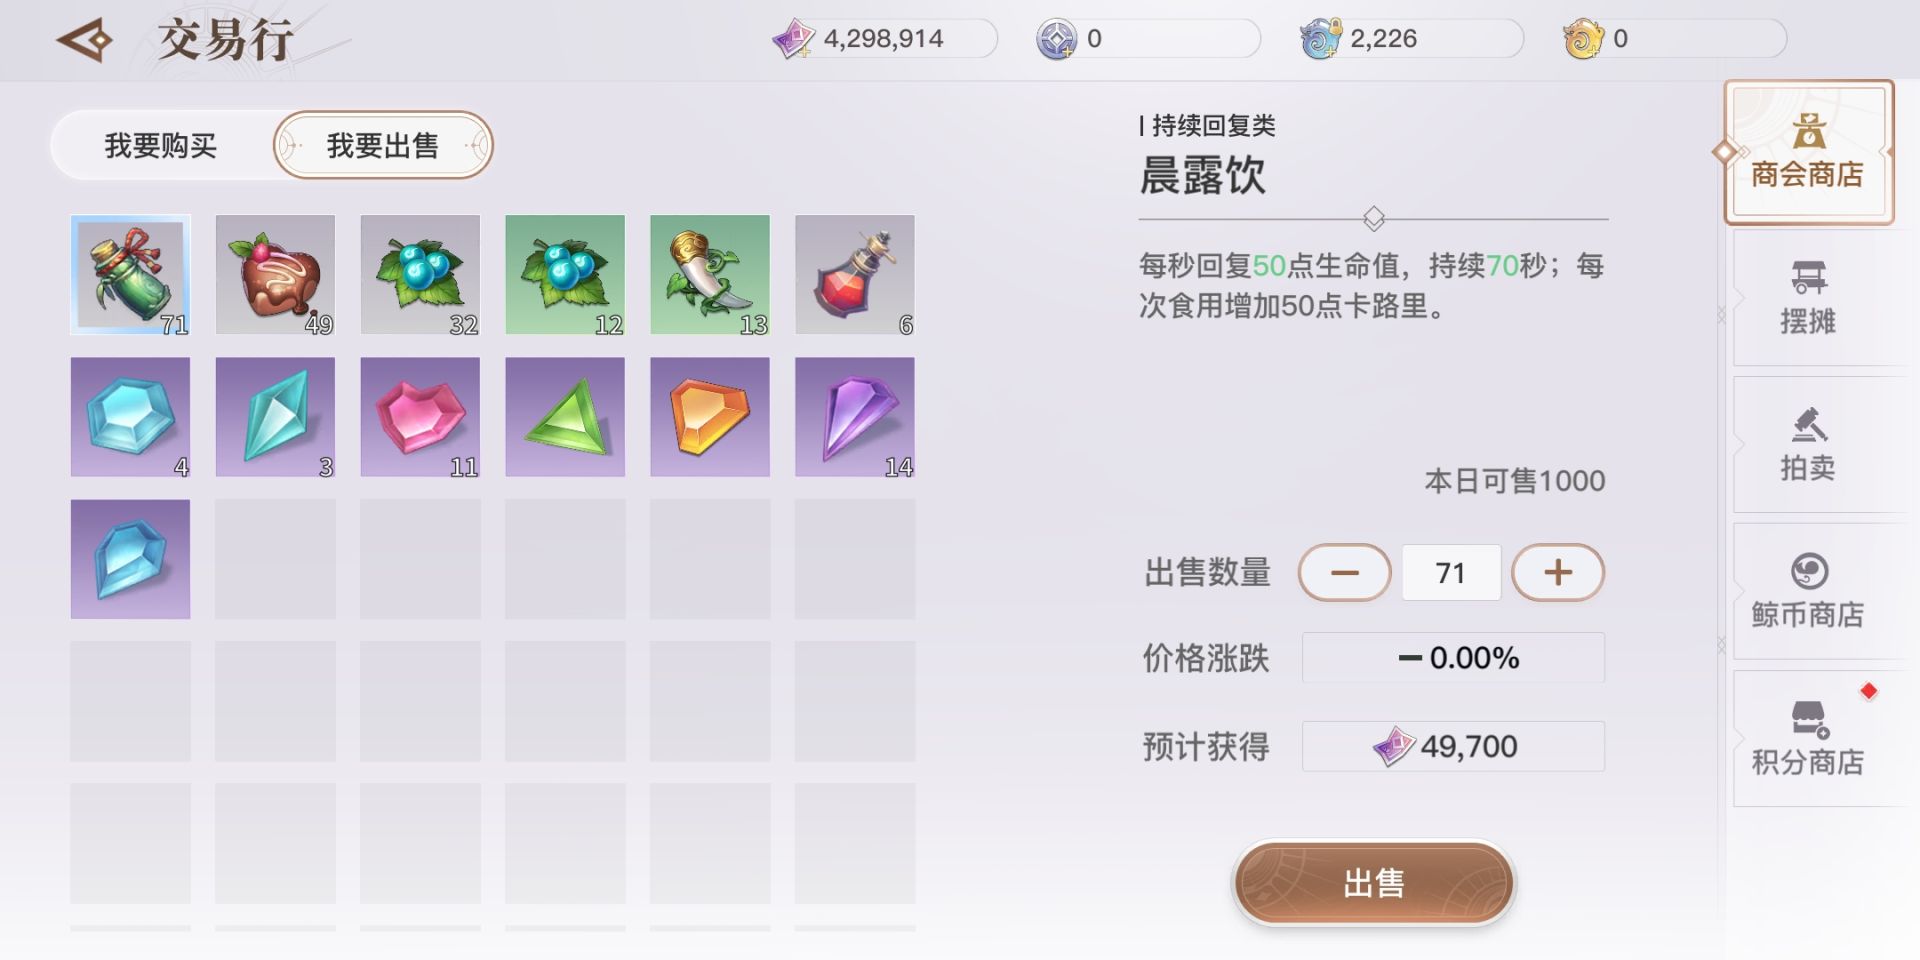 交易行
4,298,914
0
2,226
0
我要购买
我要出售
71
49
32
12
13
6
4
3
11
14
持续回复类
晨露饮
每秒回复50点生命值，持续70秒；每
次食用增加50点卡路里。
本日可售1000
出售数量
71
价格涨跌
0.00%
预计获得
49,700
出售
商会商店
摆摊
拍卖
鲸币商店
积分商店